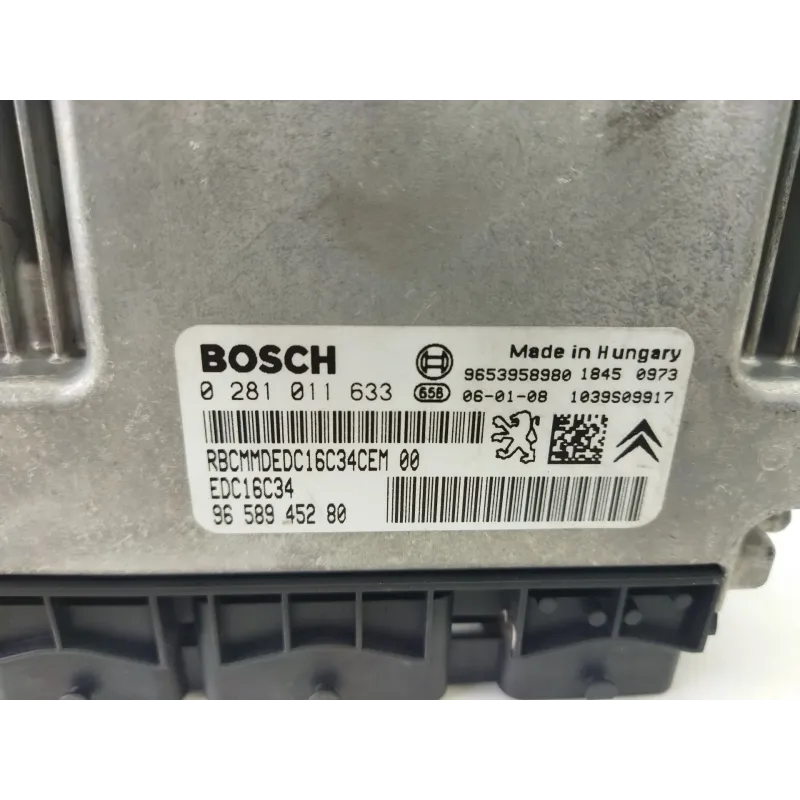 BOSCH
Made in Hungary
9653958980 1845 0973
0 281 011 633
658
06-01-08 1039S09917
RBCMMDEDC16C34CEM 00
EDC16C34
96 589 452 80